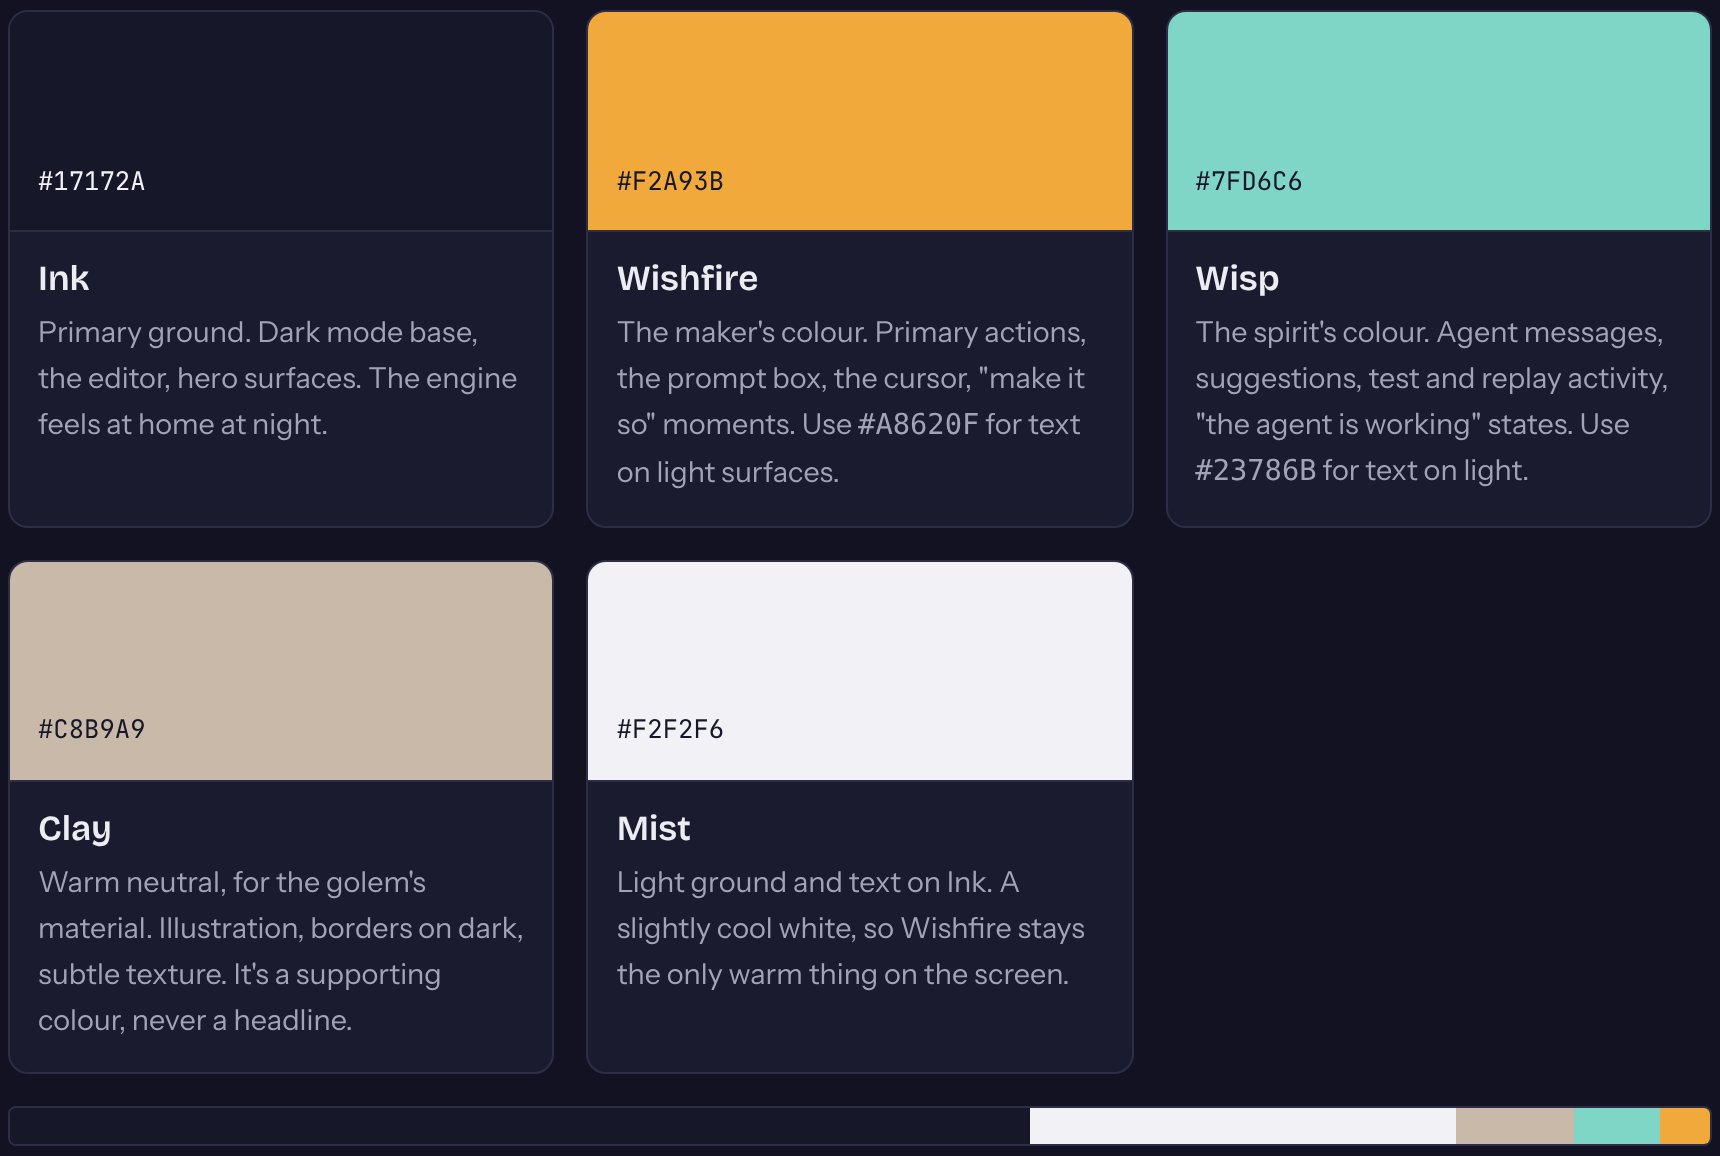 #17172A
Ink
Primary ground. Dark mode base,
the editor, hero surfaces. The engine
feels at home at night.
#F2A93B
Wishfire
The maker's colour. Primary actions,
the prompt box, the cursor, "make it
so" moments. Use #A8620F for text
on light surfaces.
#7FD6C6
Wisp
The spirit's colour. Agent messages,
suggestions, test and replay activity,
"the agent is working" states. Use
#23786B for text on light.
#C8B9A9
Clay
Warm neutral, for the golem's
material. Illustration, borders on dark,
subtle texture. It's a supporting
colour, never a headline.
#F2F2F6
Mist
Light ground and text on Ink. A
slightly cool white, so Wishfire stays
the only warm thing on the screen.